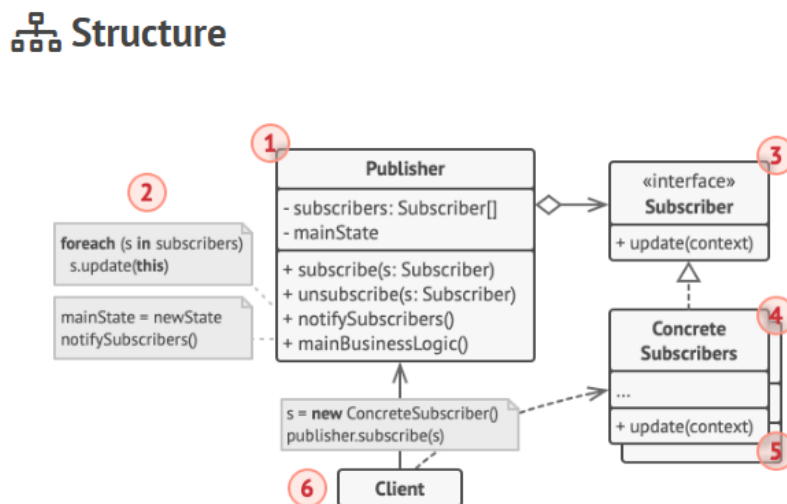 Structure
1
Publisher
- subscribers: Subscriber[]
- mainState
+ subscribe(s: Subscriber)
+ unsubscribe(s: Subscriber)
+ notifySubscribers()
+ mainBusinessLogic()
2
foreach (s in subscribers)
s.update(this)
mainState = newState
notifySubscribers()
3
«interface»
Subscriber
+ update(context)
4
Concrete
Subscribers
...
+ update(context)
5
s = new ConcreteSubscriber()
publisher.subscribe(s)
6
Client